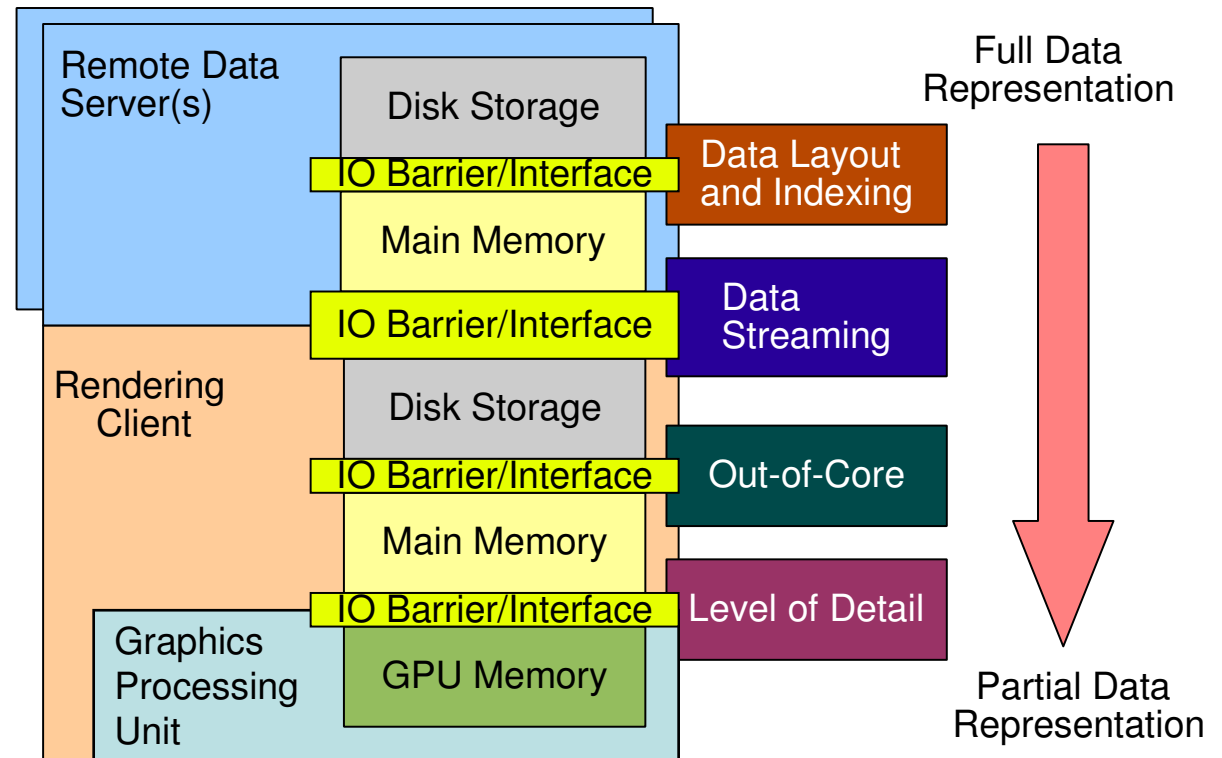 Remote Data
Server(s)
Disk Storage
IO Barrier/Interface
Main Memory
IO Barrier/Interface
Rendering
Client
Disk Storage
IO Barrier/Interface
Main Memory
IO Barrier/Interface
Graphics
Processing
Unit
GPU Memory
Data Layout
and Indexing
Data
Streaming
Out-of-Core
Level of Detail
Full Data
Representation
Partial Data
Representation